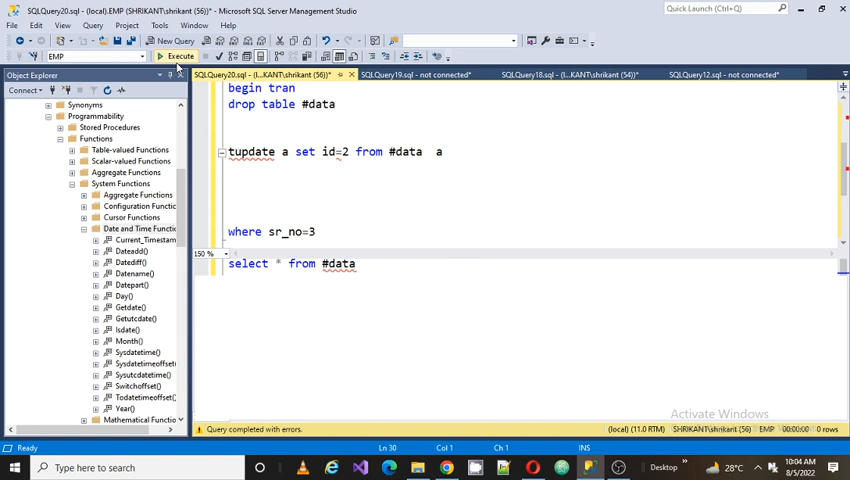 SQLQuery20.sql - (local).EMP (SHRIKANT\shrikant (56))* - Microsoft SQL Server Management Studio
Quick Launch (Ctrl+Q)
File Edit View Query Project Tools Window Help
New Query
EMP Execute
Object Explorer
SQLQuery20.sql - (l...KANT\shrikant (56))* SQLQuery19.sql - not connected* SQLQuery18.sql - (l...KANT\shrikant (54))* SQLQuery12.sql - not connected*
Connect
Synonyms
Programmability
Stored Procedures
Functions
Table-valued Functions
Scalar-valued Functions
Aggregate Functions
System Functions
Aggregate Functions
Configuration Functic
Cursor Functions
Date and Time Functio
Current_Timestam
Dateadd()
Datediff()
Datename()
Datepart()
Day()
Getdate()
Getutcdate()
Isdate()
Month()
Sysdatetime()
Sysdatetimeoffset(
Sysutcdatetime()
Switchoffset()
Todatetimeoffset()
Year()
Mathematical Functio
begin tran
drop table #data
tupdate a set id=2 from #data  a
where sr_no=3
150 %
select * from #data
Activate Windows
Query completed with errors.
(local) (11.0 RTM) SHRIKANT\shrikant (56) EMP 00:00:00 0 rows
Ready Ln 30 Col 1 Ch 1 INS
Type here to search
Desktop
28°C
10:04 AM
8/5/2022